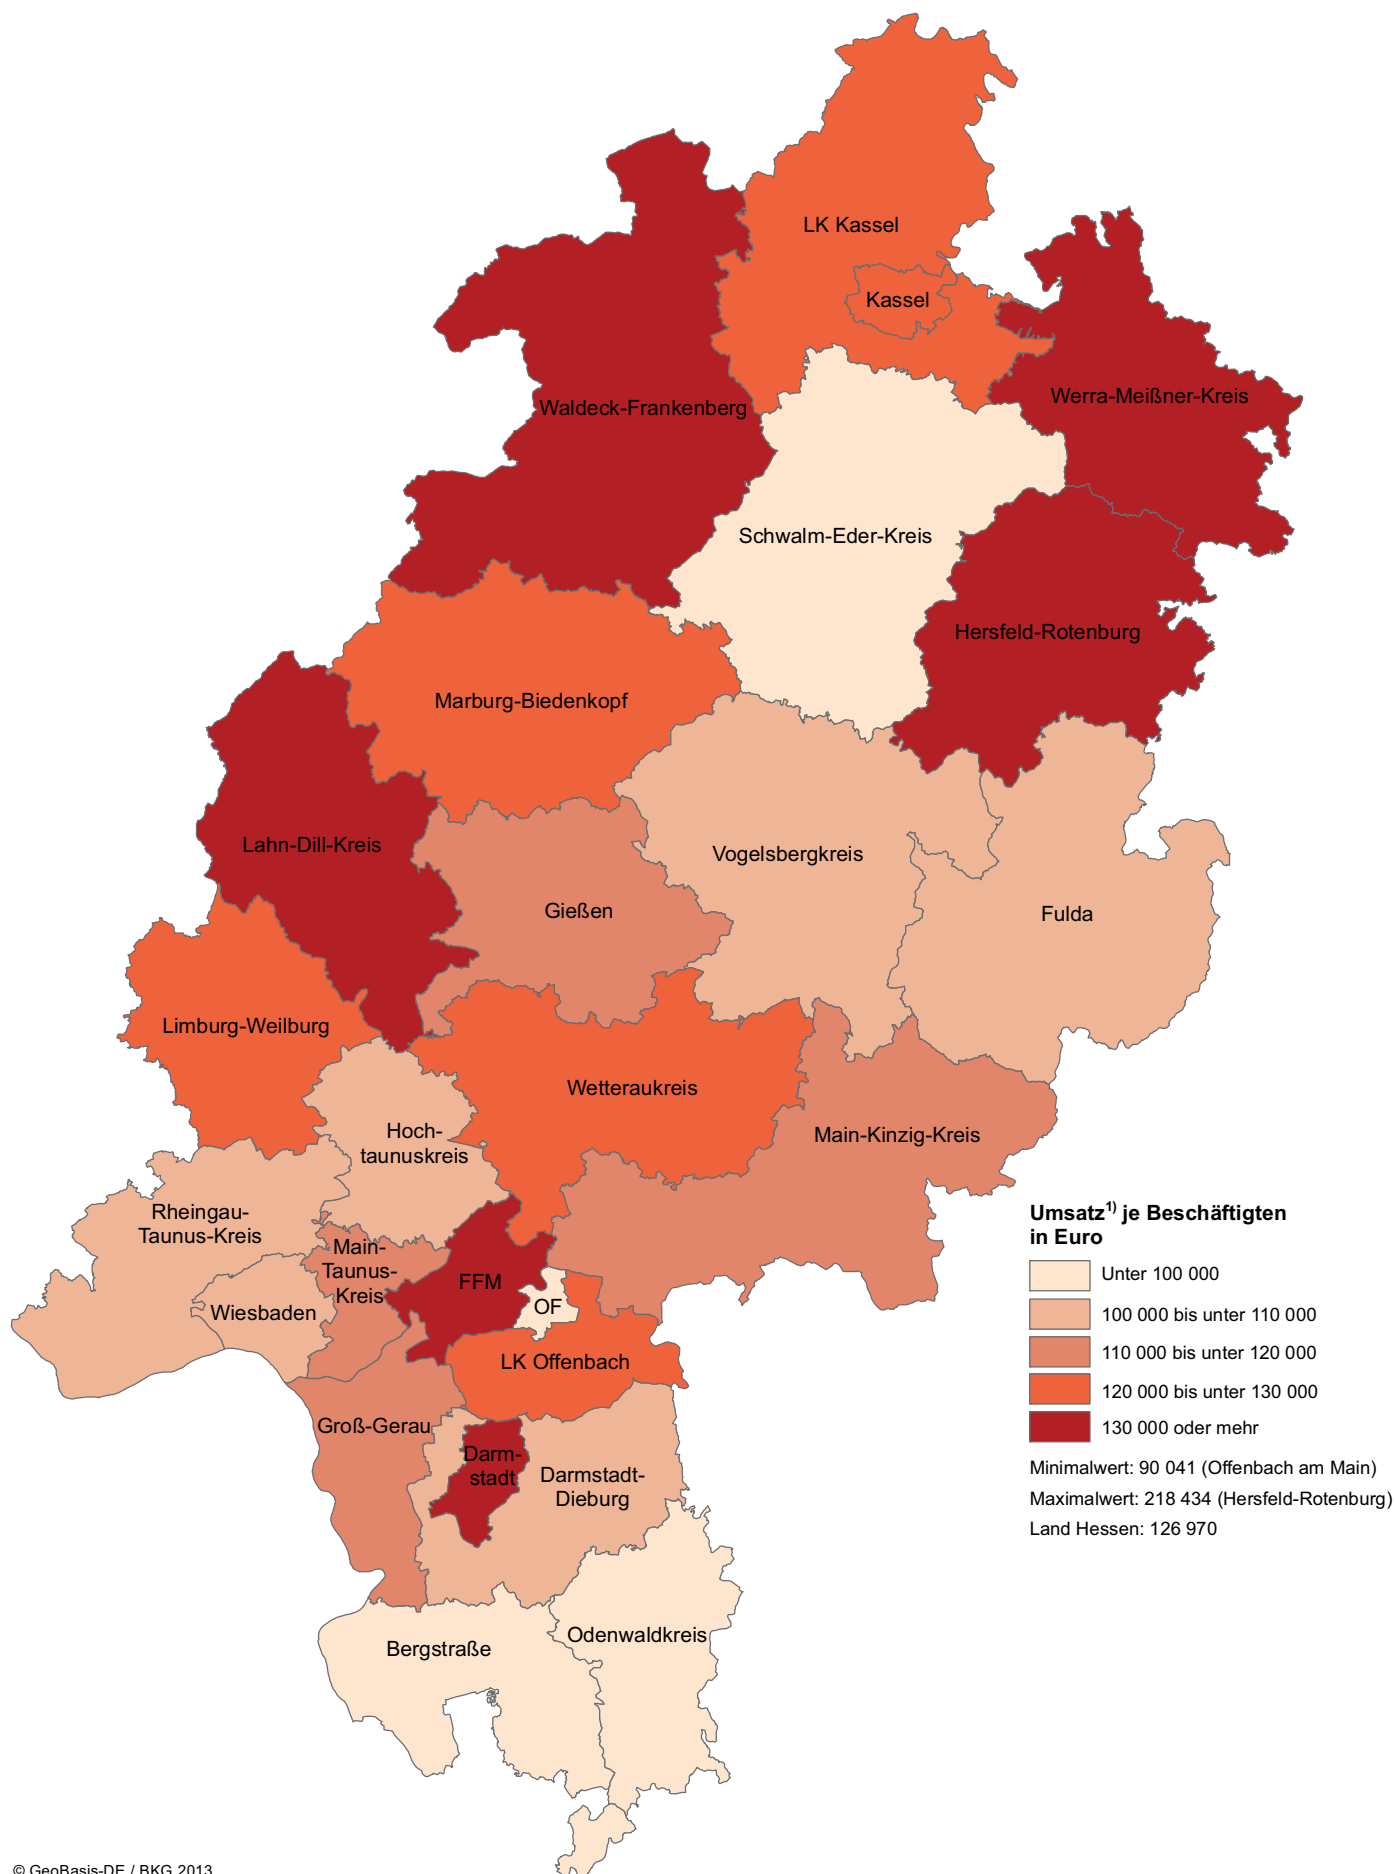 LK Kassel
Kassel
Werra-Meißner-Kreis
Waldeck-Frankenberg
Schwalm-Eder-Kreis
Hersfeld-Rotenburg
Marburg-Biedenkopf
Lahn-Dill-Kreis
Vogelsbergkreis
Gießen
Fulda
Limburg-Weilburg
Wetteraukreis
Hoch-
taunuskreis
Main-Kinzig-Kreis
Rheingau-
Taunus-Kreis
Main-
Taunus-
Kreis
FFM
OF
Wiesbaden
LK Offenbach
Groß-Gerau
Darm-
stadt
Darmstadt-
Dieburg
Odenwaldkreis
Bergstraße
Umsatz¹⁾ je Beschäftigten
in Euro
Unter 100 000
100 000 bis unter 110 000
110 000 bis unter 120 000
120 000 bis unter 130 000
130 000 oder mehr
Minimalwert: 90 041 (Offenbach am Main)
Maximalwert: 218 434 (Hersfeld-Rotenburg)
Land Hessen: 126 970
© GeoBasis-DE / BKG 2013